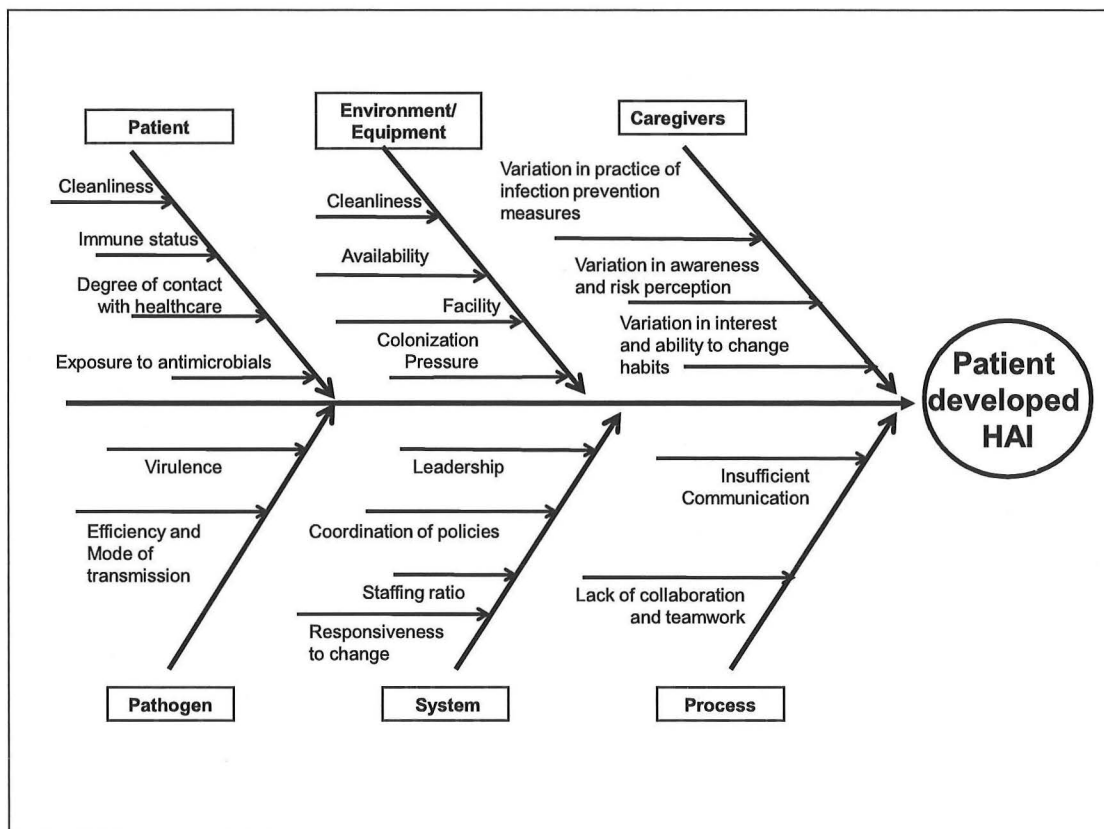 Patient
Environment/
Equipment
Caregivers
Cleanliness
Immune status
Degree of contact
with healthcare
Exposure to antimicrobials
Cleanliness
Availability
Facility
Colonization
Pressure
Variation in practice of
infection prevention
measures
Variation in awareness
and risk perception
Variation in interest
and ability to change
habits
Patient
developed
HAI
Virulence
Efficiency and
Mode of
transmission
Leadership
Coordination of policies
Staffing ratio
Responsiveness
to change
Insufficient
Communication
Lack of collaboration
and teamwork
Pathogen
System
Process